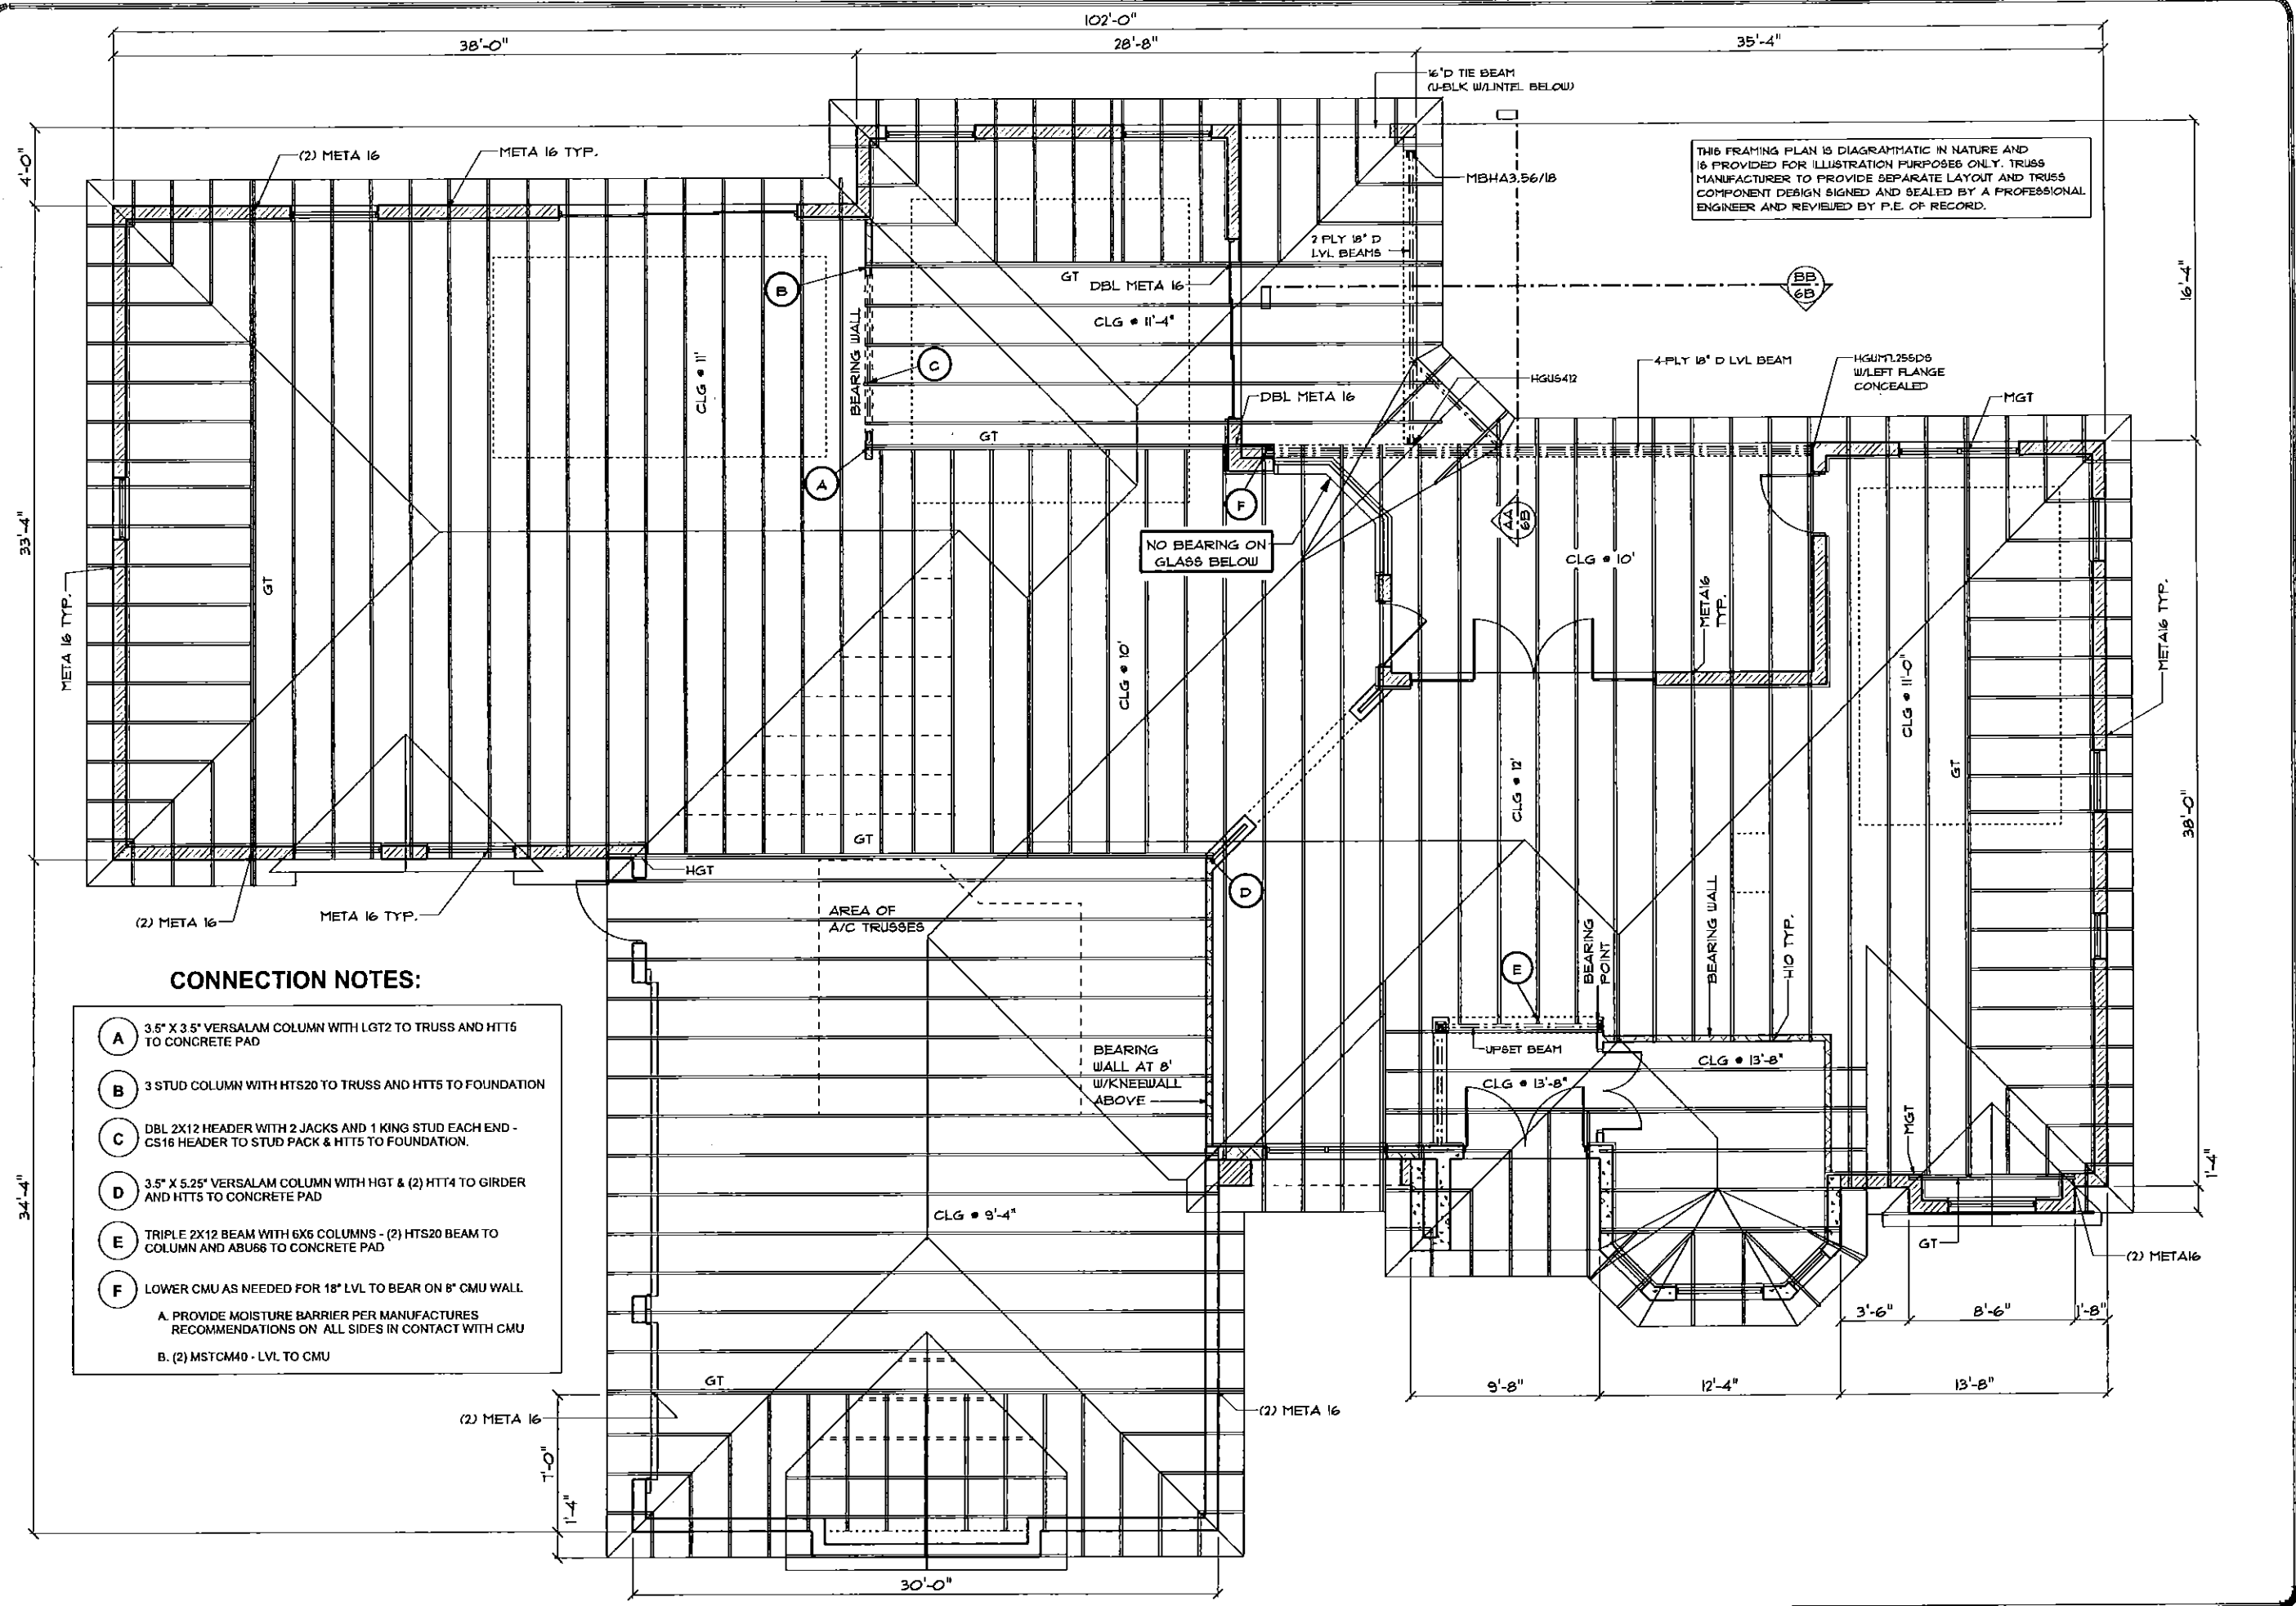 102'-0"
38'-0"
28'-8"
35'-4"
16"D TIE BEAM
(U-BLK W/LINTEL BELOW)
4'-0"
(2) META 16
META 16 TYP.
MBHA3.56/18
THIS FRAMING PLAN IS DIAGRAMMATIC IN NATURE AND
IS PROVIDED FOR ILLUSTRATION PURPOSES ONLY. TRUSS
MANUFACTURER TO PROVIDE SEPARATE LAYOUT AND TRUSS
COMPONENT DESIGN SIGNED AND SEALED BY A PROFESSIONAL
ENGINEER AND REVIEWED BY P.E. OF RECORD.
2 PLY 18" D
LVL BEAMS
GT
DBL META 16
B
BB
6B
16'-4"
CLG @ 11'-4"
BEARING WALL
C
CLG @ 11'
4-PLY 18" D LVL BEAM
HGUS412
W/LEFT FLANGE
CONCEALED
DBL META 16
MGT
GT
A
F
AA
6B
33'-4"
NO BEARING ON
GLASS BELOW
CLG @ 10'
GT
META 16 TYP.
META16
TYP.
META16 TYP.
CLG @ 10'
CLG @ 11'-0"
GT
CLG @ 12'
38'-0"
GT
HGT
D
(2) META 16
META 16 TYP.
AREA OF
A/C TRUSSES
BEARING
POINT
BEARING WALL
H10 TYP.
E
CONNECTION NOTES:
A 3.5" X 3.5" VERSALAM COLUMN WITH LGT2 TO TRUSS AND HTT5
TO CONCRETE PAD
B 3 STUD COLUMN WITH HTS20 TO TRUSS AND HTT5 TO FOUNDATION
C DBL 2X12 HEADER WITH 2 JACKS AND 1 KING STUD EACH END -
CS16 HEADER TO STUD PACK & HTT5 TO FOUNDATION.
D 3.5" X 5.25" VERSALAM COLUMN WITH HGT & (2) HTT4 TO GIRDER
AND HTT5 TO CONCRETE PAD
E TRIPLE 2X12 BEAM WITH 6X6 COLUMNS - (2) HTS20 BEAM TO
COLUMN AND ABU66 TO CONCRETE PAD
F LOWER CMU AS NEEDED FOR 18" LVL TO BEAR ON 8" CMU WALL
A. PROVIDE MOISTURE BARRIER PER MANUFACTURES
RECOMMENDATIONS ON ALL SIDES IN CONTACT WITH CMU
B. (2) MSTCM40 - LVL TO CMU
BEARING
WALL AT 8'
W/KNEEWALL
ABOVE
UPSET BEAM
CLG @ 13'-8"
CLG @ 13'-8"
MGT
1'-4"
34'-4"
CLG @ 9'-4"
GT
(2) META16
3'-6"
8'-6"
1'-8"
9'-8"
12'-4"
13'-8"
GT
(2) META 16
(2) META 16
7'-0"
1'-4"
30'-0"